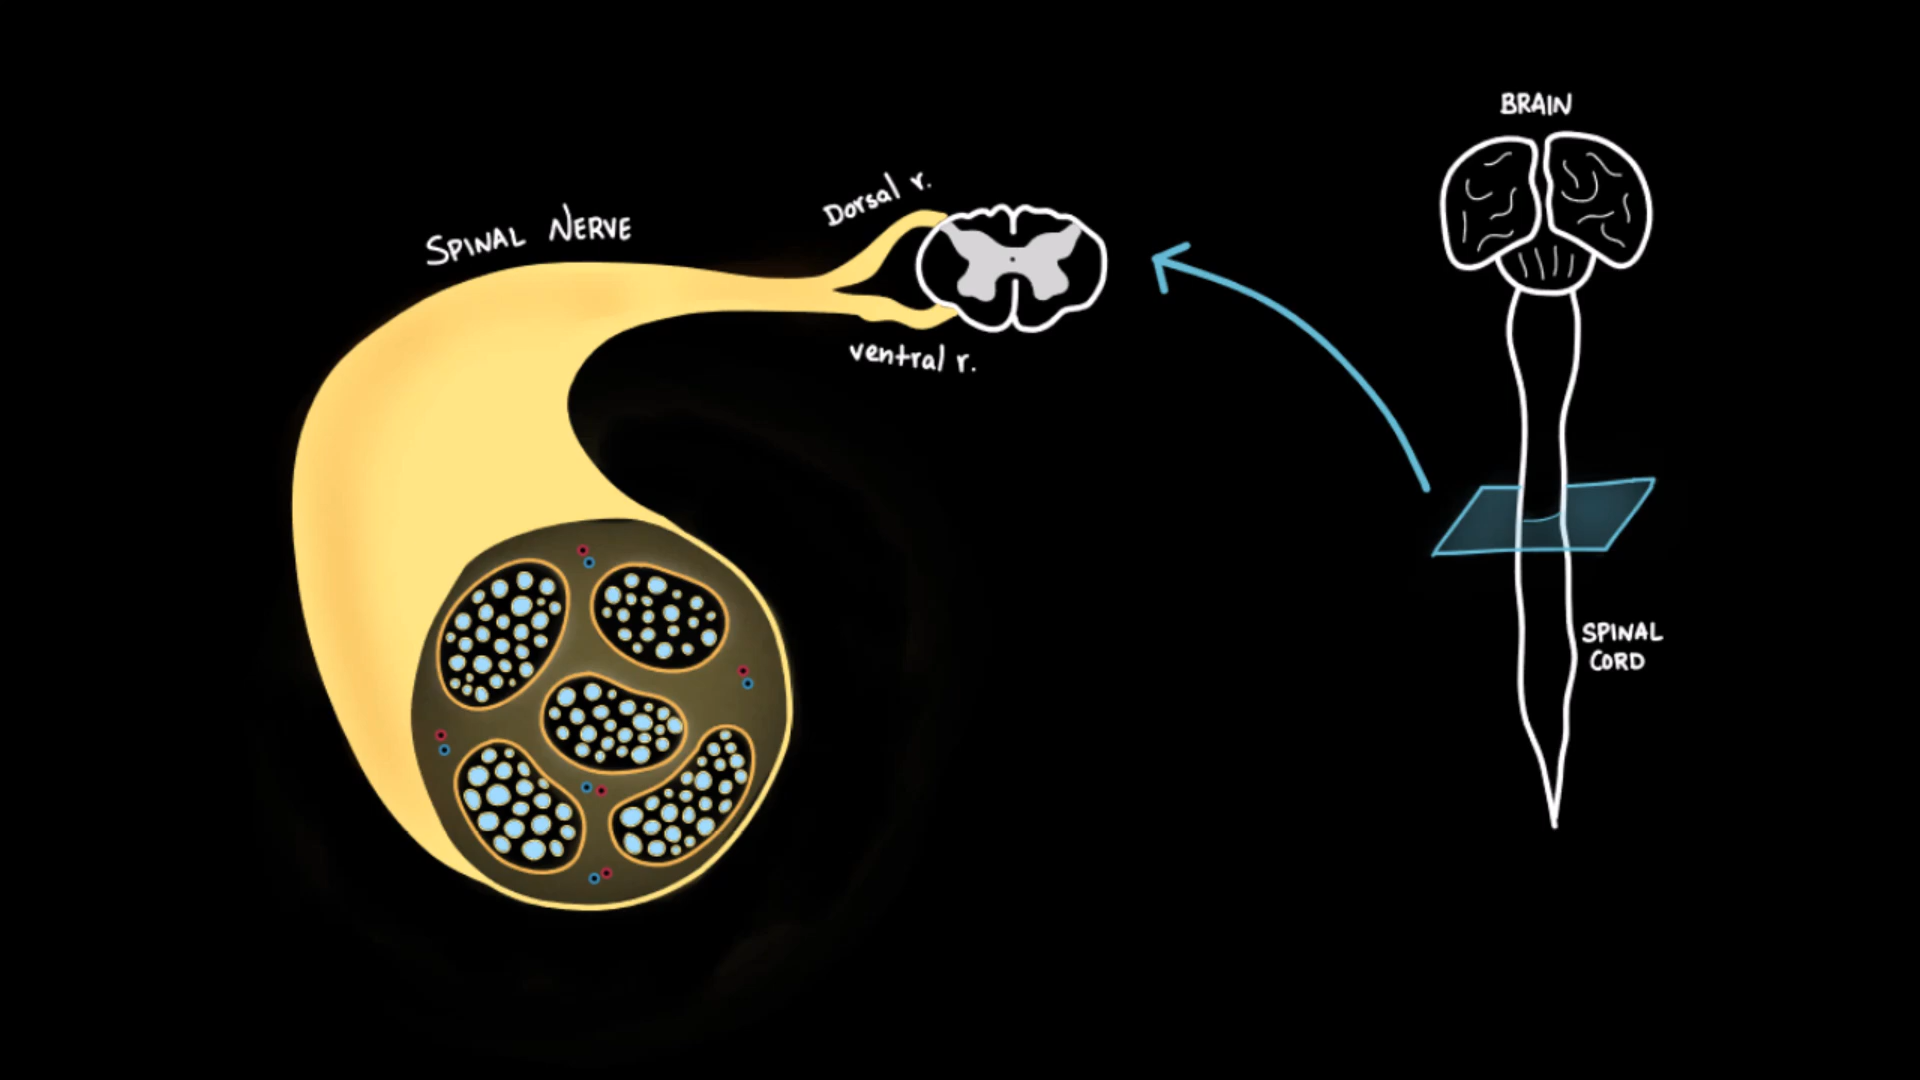 BRAIN
Dorsal r.
SPINAL NERVE
ventral r.
SPINAL
CORD